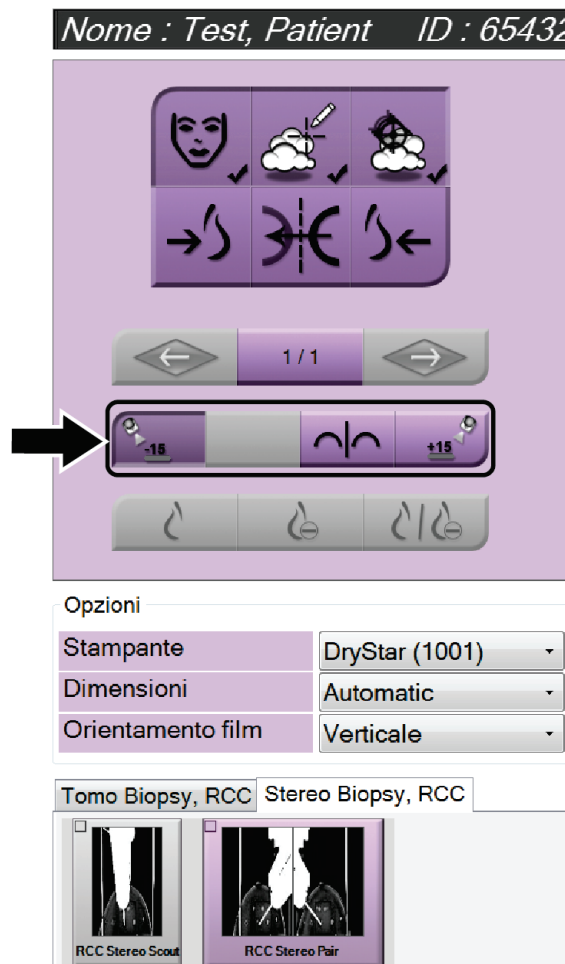 Nome : Test, Patient ID : 65432
1 / 1
-15 +15
Opzioni
Stampante DryStar (1001)
Dimensioni Automatic
Orientamento film Verticale
Tomo Biopsy, RCC Stereo Biopsy, RCC
RCC Stereo Scout RCC Stereo Pair